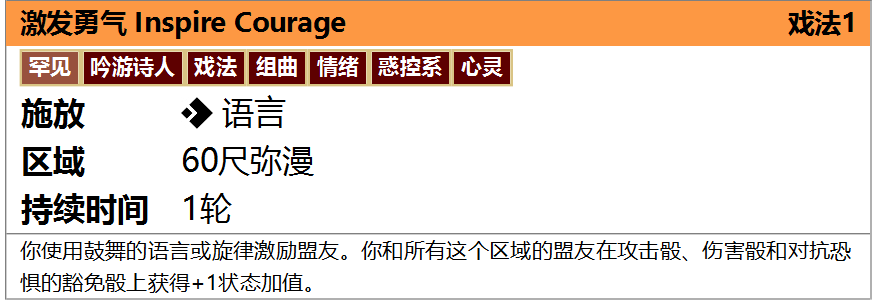 激发勇气 Inspire Courage 戏法1
罕见 吟游诗人 戏法 组曲 情绪 惑控系 心灵
施放 语言
区域 60尺弥漫
持续时间 1轮
你使用鼓舞的语言或旋律激励盟友。你和所有这个区域的盟友在攻击骰、伤害骰和对抗恐
惧的豁免骰上获得+1状态加值。